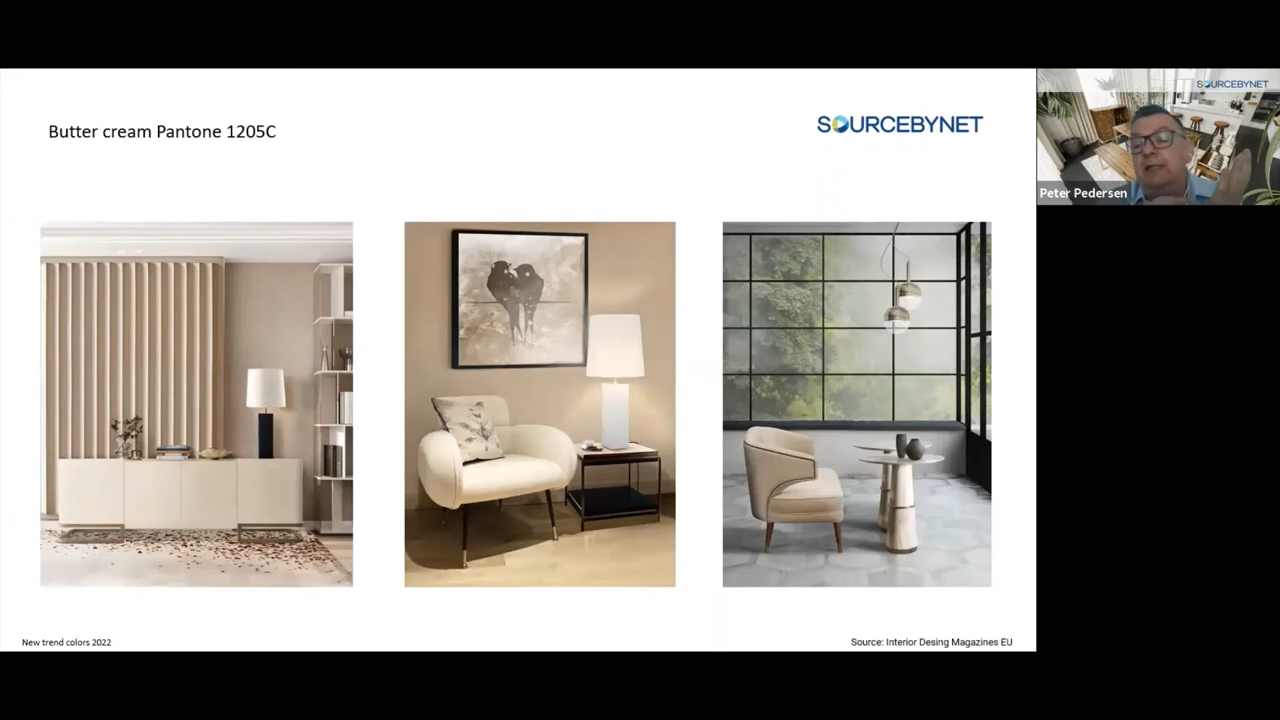 Butter cream Pantone 1205C
SOURCEBYNET
SOURCEBYNET
Peter Pedersen
New trend colors 2022
Source: Interior Desing Magazines EU